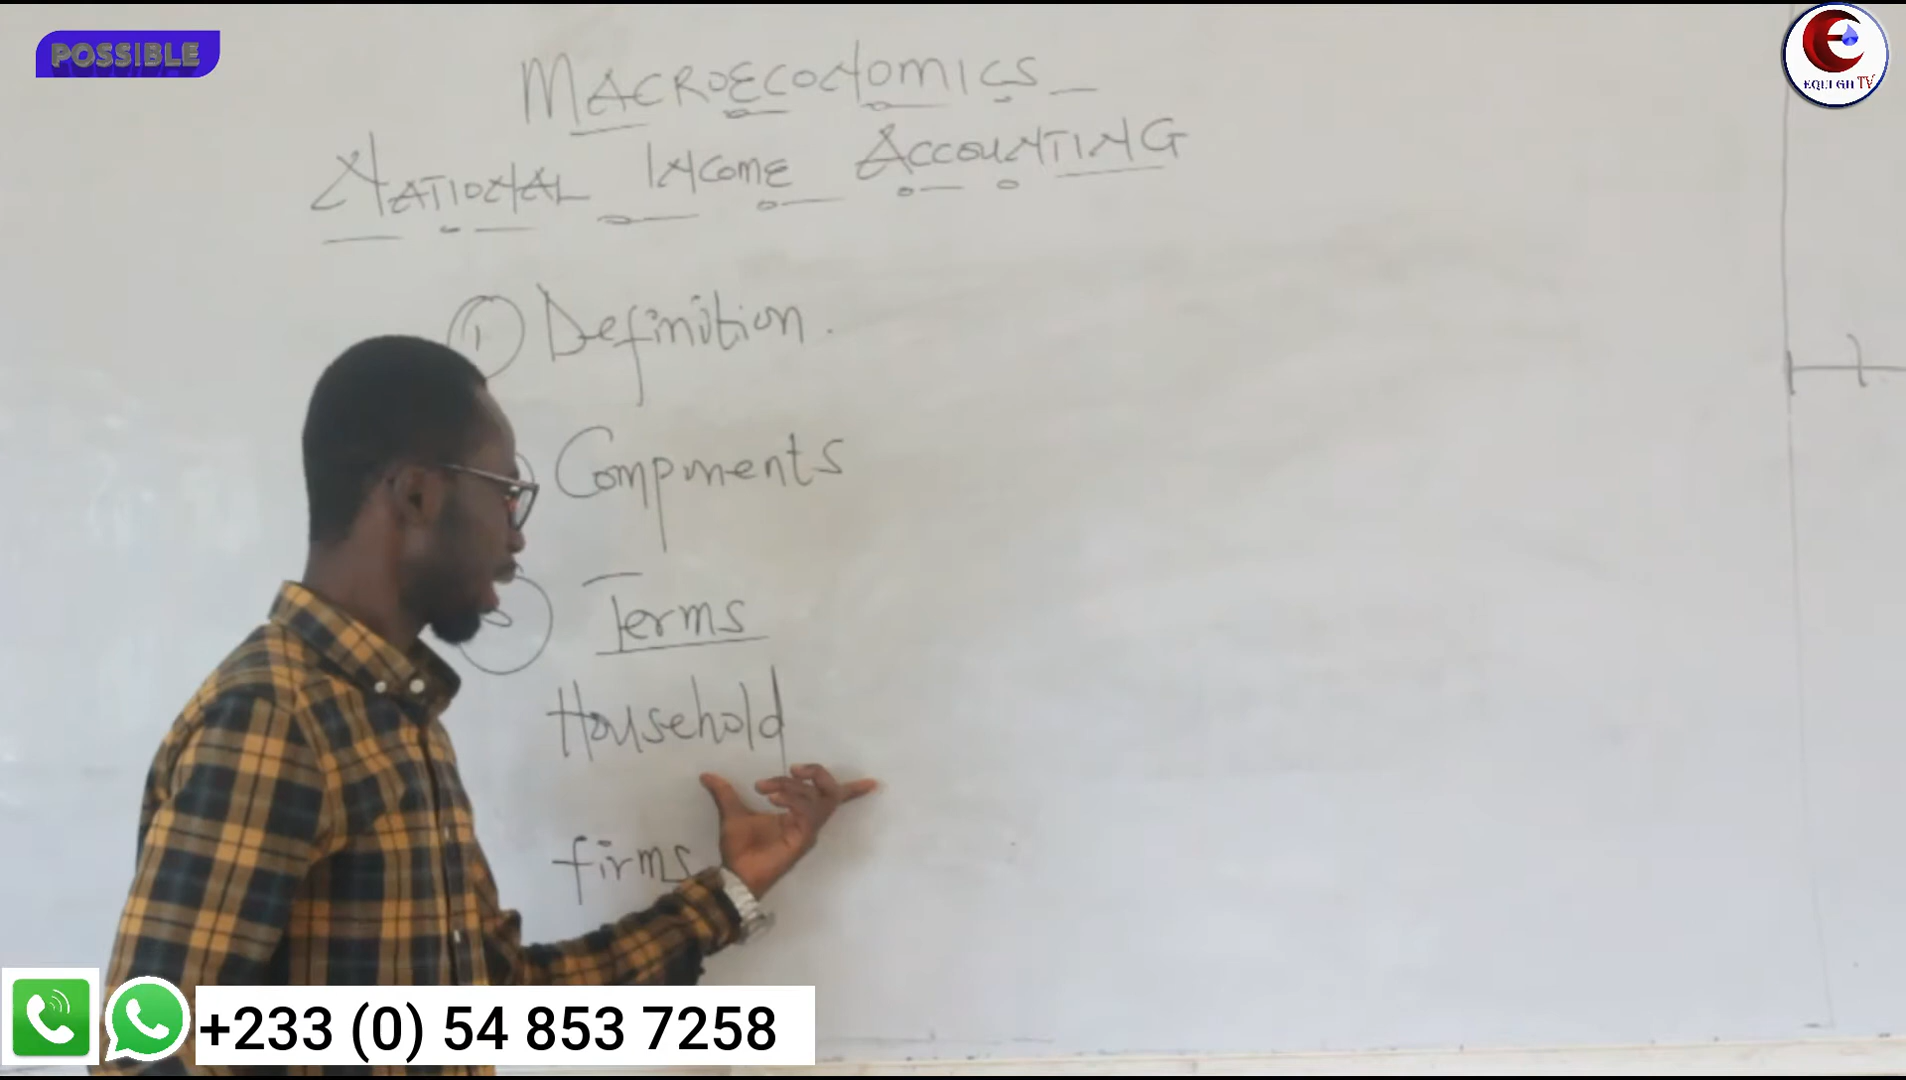 POSSIBLE
EQUI GH TV
MACROECONOMICS
NATIONAL INCOME ACCOUNTING
1 Definition.
Components
3 Terms
Household
firms
+233 (0) 54 853 7258